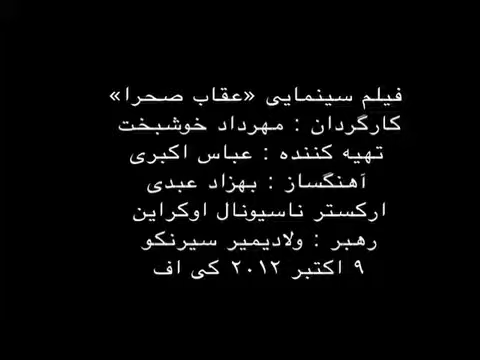 فیلم سینمایی «عقاب صحرا»
کارگردان : مهرداد خوشبخت
تهیه کننده : عباس اکبری
آهنگساز : بهزاد عبدی
ارکستر ناسیونال اوکراین
رهبر : ولادیمیر سیرنکو
۹ اکتبر ۲۰۱۲ کی اف